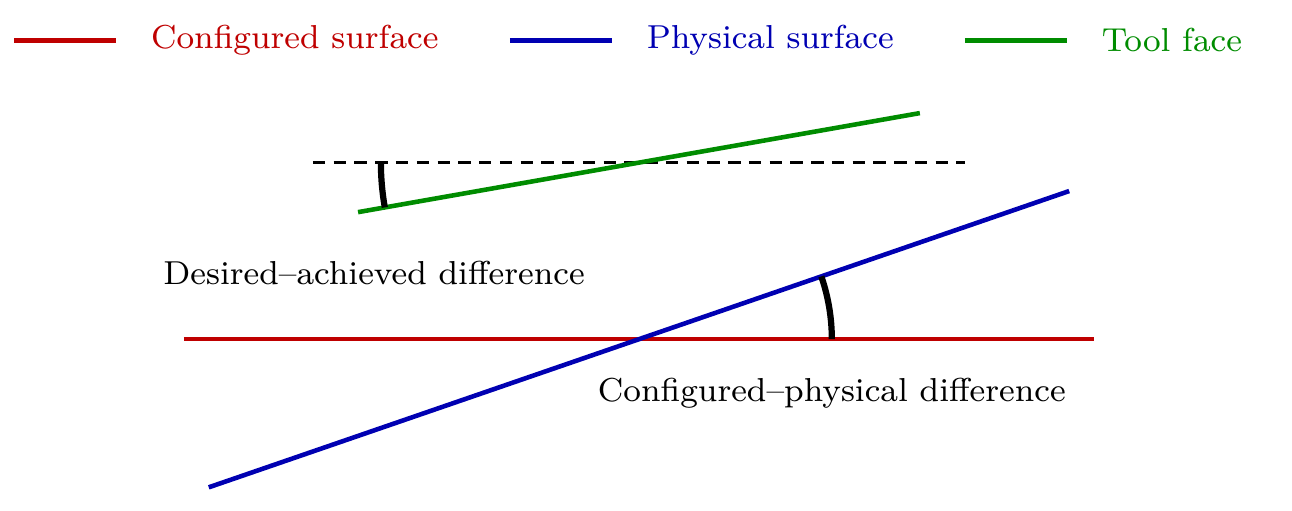 Configured surface
Physical surface
Tool face
Desired–achieved difference
Configured–physical difference